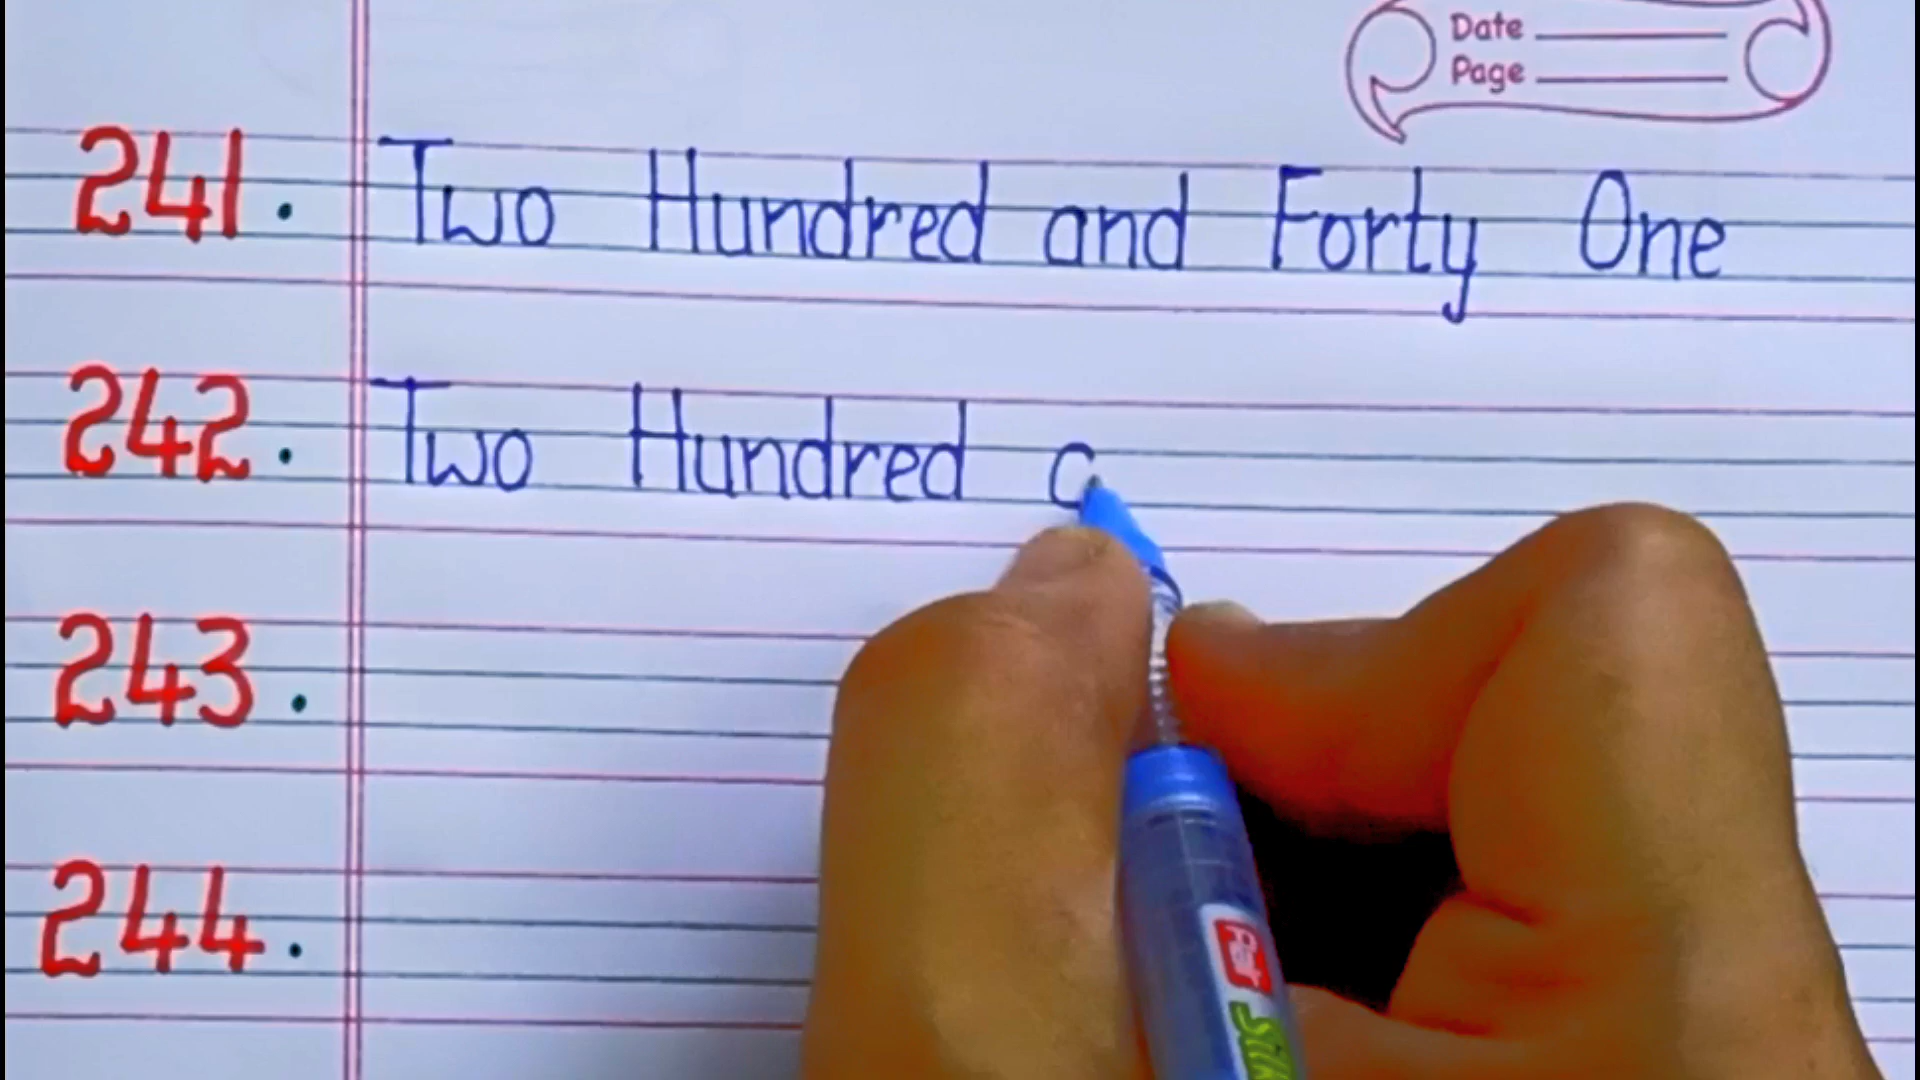 Date
Page
241. Two Hundred and Forty One
242. Two Hundred
243.
244.